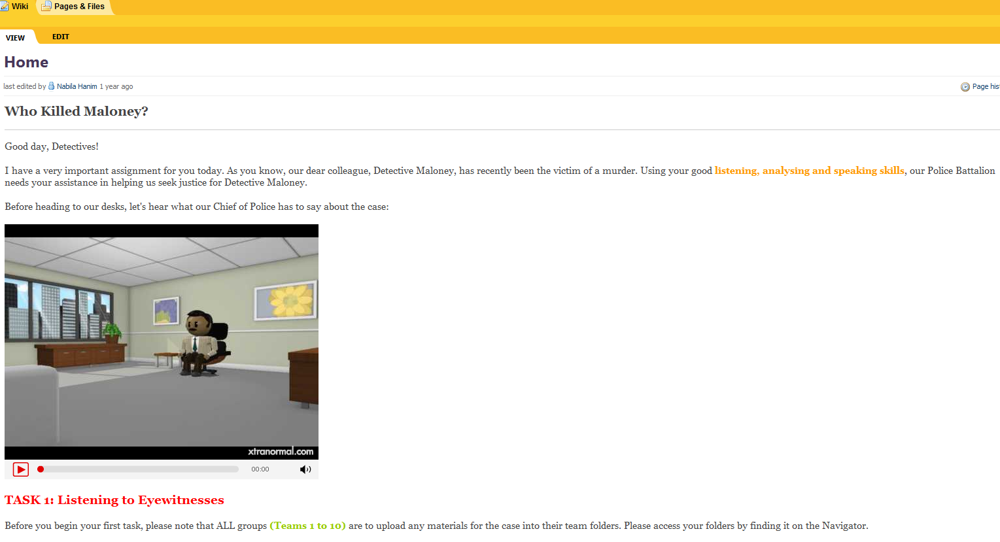 Wiki Pages & Files
VIEW EDIT
Home
last edited by Nabila Hanim 1 year ago Page his
Who Killed Maloney?
Good day, Detectives!
I have a very important assignment for you today. As you know, our dear colleague, Detective Maloney, has recently been the victim of a murder. Using your good listening, analysing and speaking skills, our Police Battalion
needs your assistance in helping us seek justice for Detective Maloney.
Before heading to our desks, let's hear what our Chief of Police has to say about the case:
xtranormal.com
00:00
TASK 1: Listening to Eyewitnesses
Before you begin your first task, please note that ALL groups (Teams 1 to 10) are to upload any materials for the case into their team folders. Please access your folders by finding it on the Navigator.